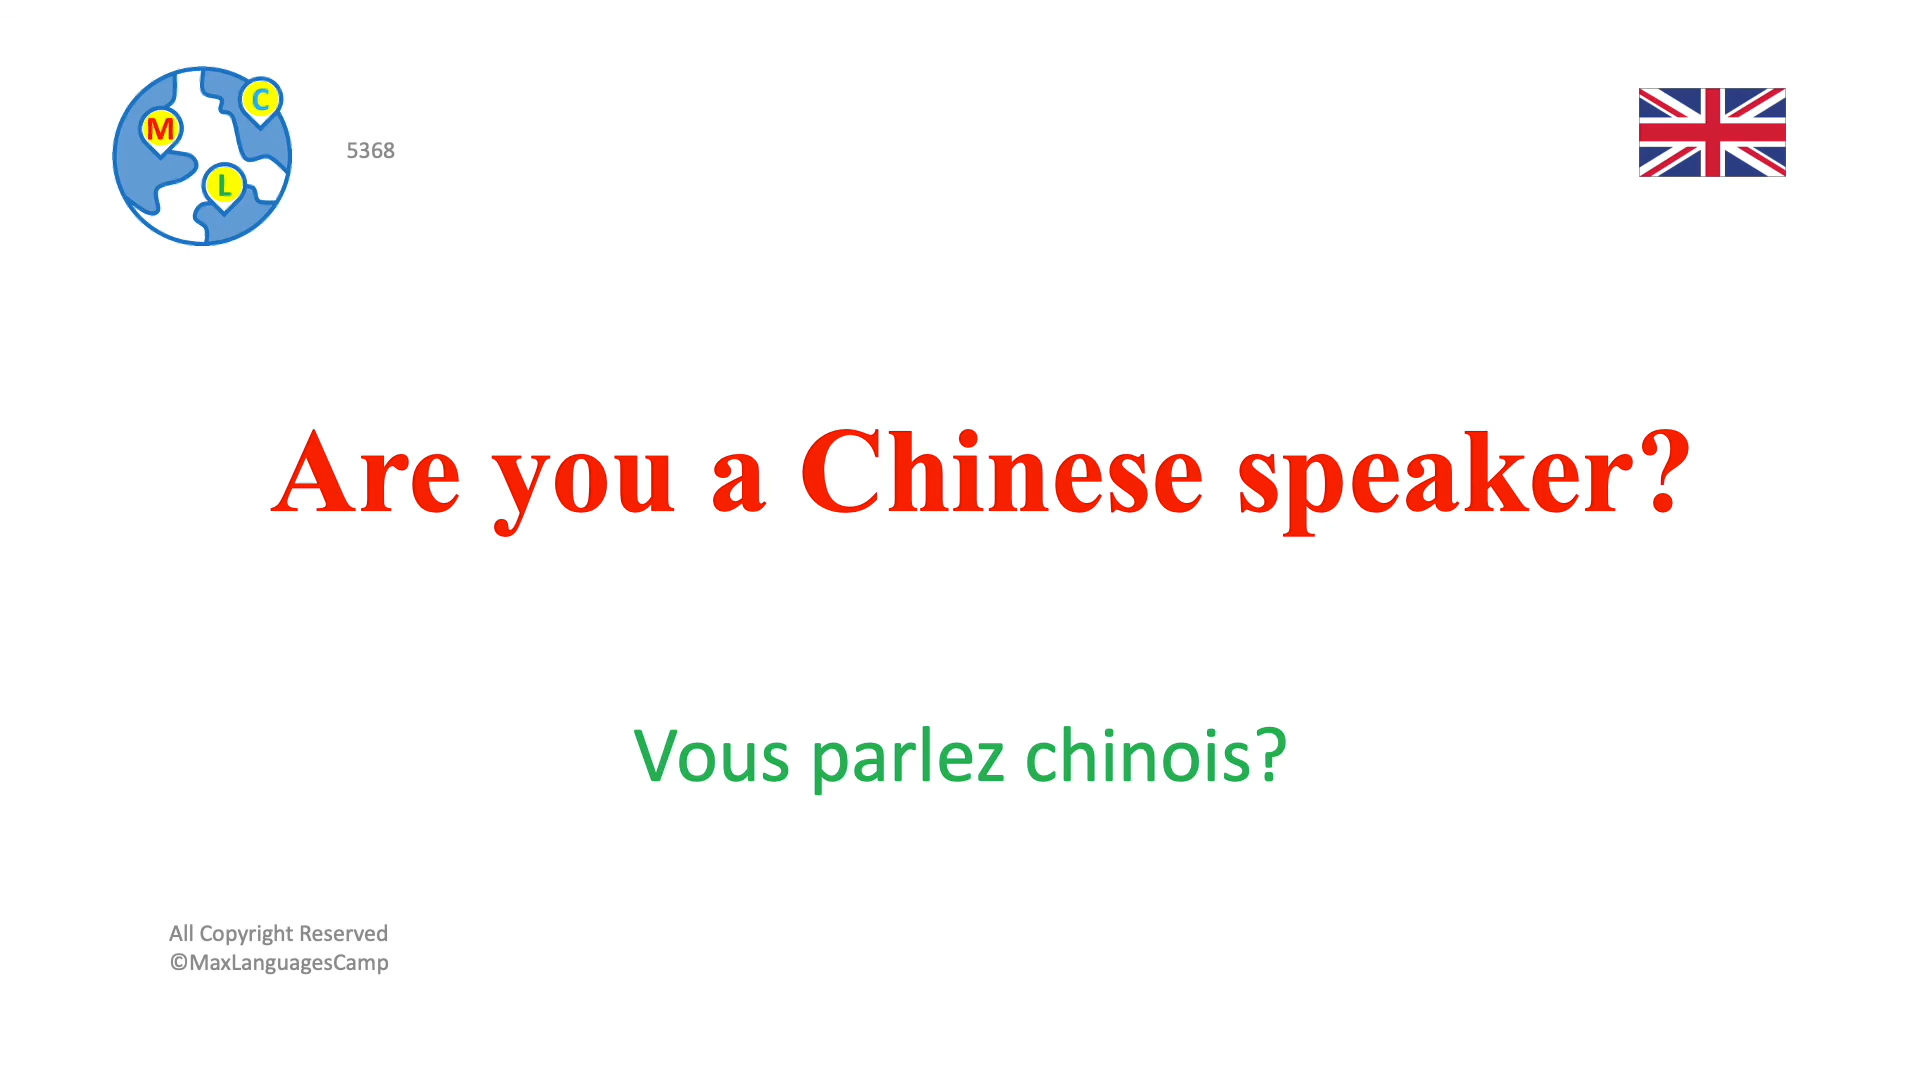 M
C
L
5368
Are you a Chinese speaker?
Vous parlez chinois?
All Copyright Reserved
©MaxLanguagesCamp